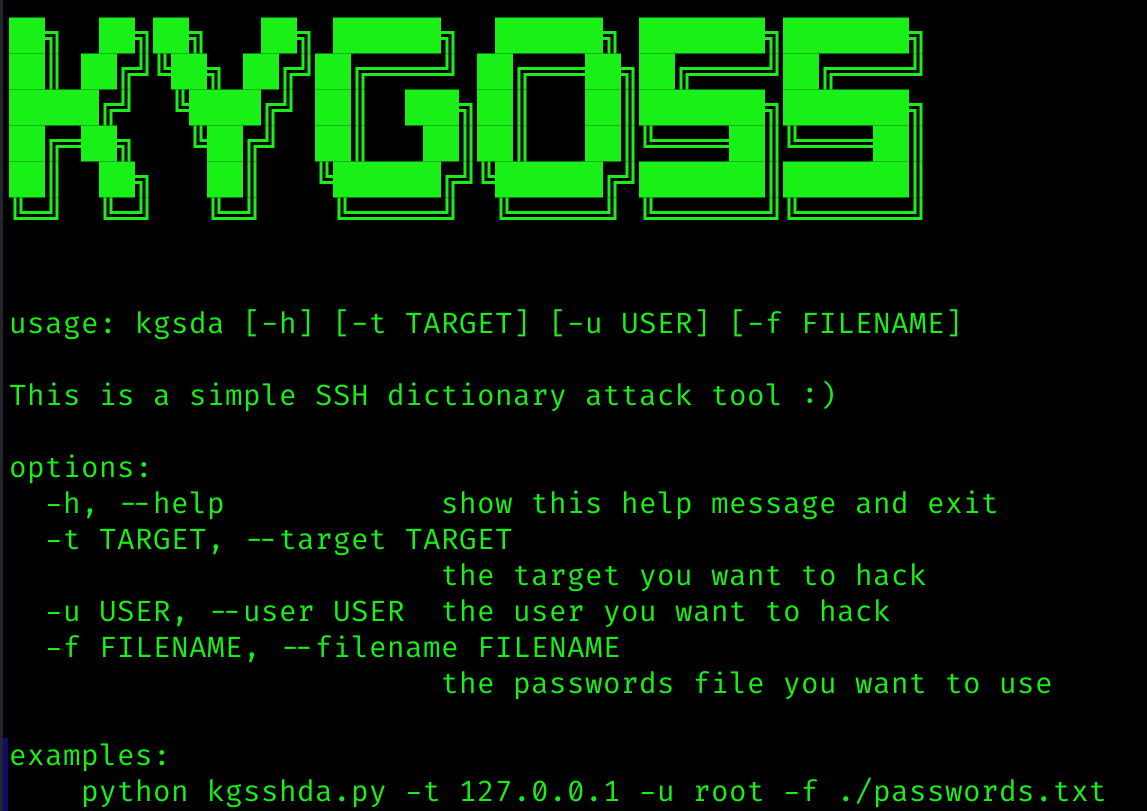 KYGOSS
usage: kgsda [-h] [-t TARGET] [-u USER] [-f FILENAME]
This is a simple SSH dictionary attack tool :)
options:
-h, --help show this help message and exit
-t TARGET, --target TARGET
the target you want to hack
-u USER, --user USER the user you want to hack
-f FILENAME, --filename FILENAME
the passwords file you want to use
examples:
python kgsshda.py -t 127.0.0.1 -u root -f ./passwords.txt